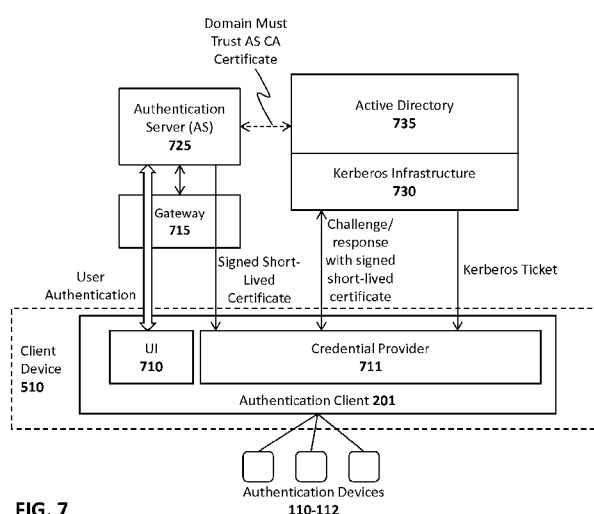 Domain Must
Trust AS CA
Certificate
Authentication
Server (AS)
725
Active Directory
735
Kerberos Infrastructure
730
Gateway
715
User
Authentication
Signed Short-
Lived
Certificate
Challenge/
response
with signed
short-lived
certificate
Kerberos Ticket
Client
Device
510
UI
710
Credential Provider
711
Authentication Client 201
Authentication Devices
110-112
FIG. 7